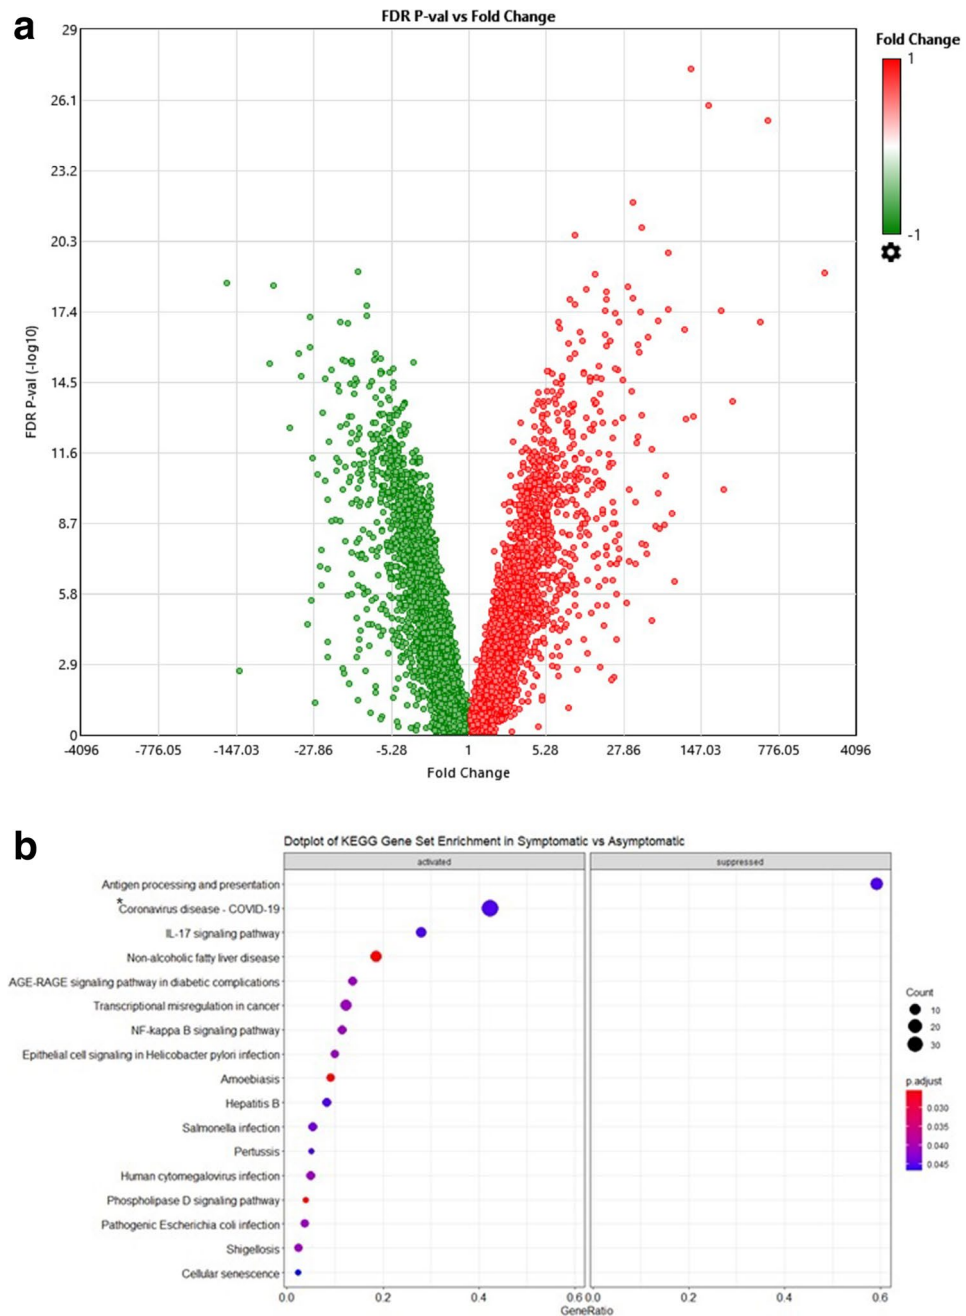 a
FDR P-val vs Fold Change
Fold Change
1
-1
29
26.1
23.2
20.3
17.4
14.5
11.6
8.7
5.8
2.9
0
FDR P-val (-log10)
-4096 -776.05 -147.03 -27.86 -5.28 1 5.28 27.86 147.03 776.05 4096
Fold Change
b
Dotplot of KEGG Gene Set Enrichment in Symptomatic vs Asymptomatic
activated suppressed
Antigen processing and presentation
*Coronavirus disease - COVID-19
IL-17 signaling pathway
Non-alcoholic fatty liver disease
AGE-RAGE signaling pathway in diabetic complications
Transcriptional misregulation in cancer
NF-kappa B signaling pathway
Epithelial cell signaling in Helicobacter pylori infection
Amoebiasis
Hepatitis B
Salmonella infection
Pertussis
Human cytomegalovirus infection
Phospholipase D signaling pathway
Pathogenic Escherichia coli infection
Shigellosis
Cellular senescence
0.0 0.2 0.4 0.6 0.0 0.2 0.4 0.6
GeneRatio
Count
10
20
30
p.adjust
0.030
0.035
0.040
0.045